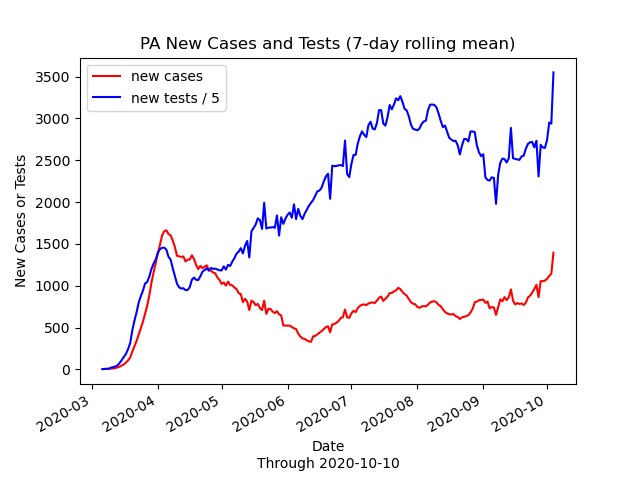 PA New Cases and Tests (7-day rolling mean)
new cases
new tests / 5
New Cases or Tests
3500
3000
2500
2000
1500
1000
500
0
2020-03
2020-04
2020-05
2020-06
2020-07
2020-08
2020-09
2020-10
Date
Through 2020-10-10